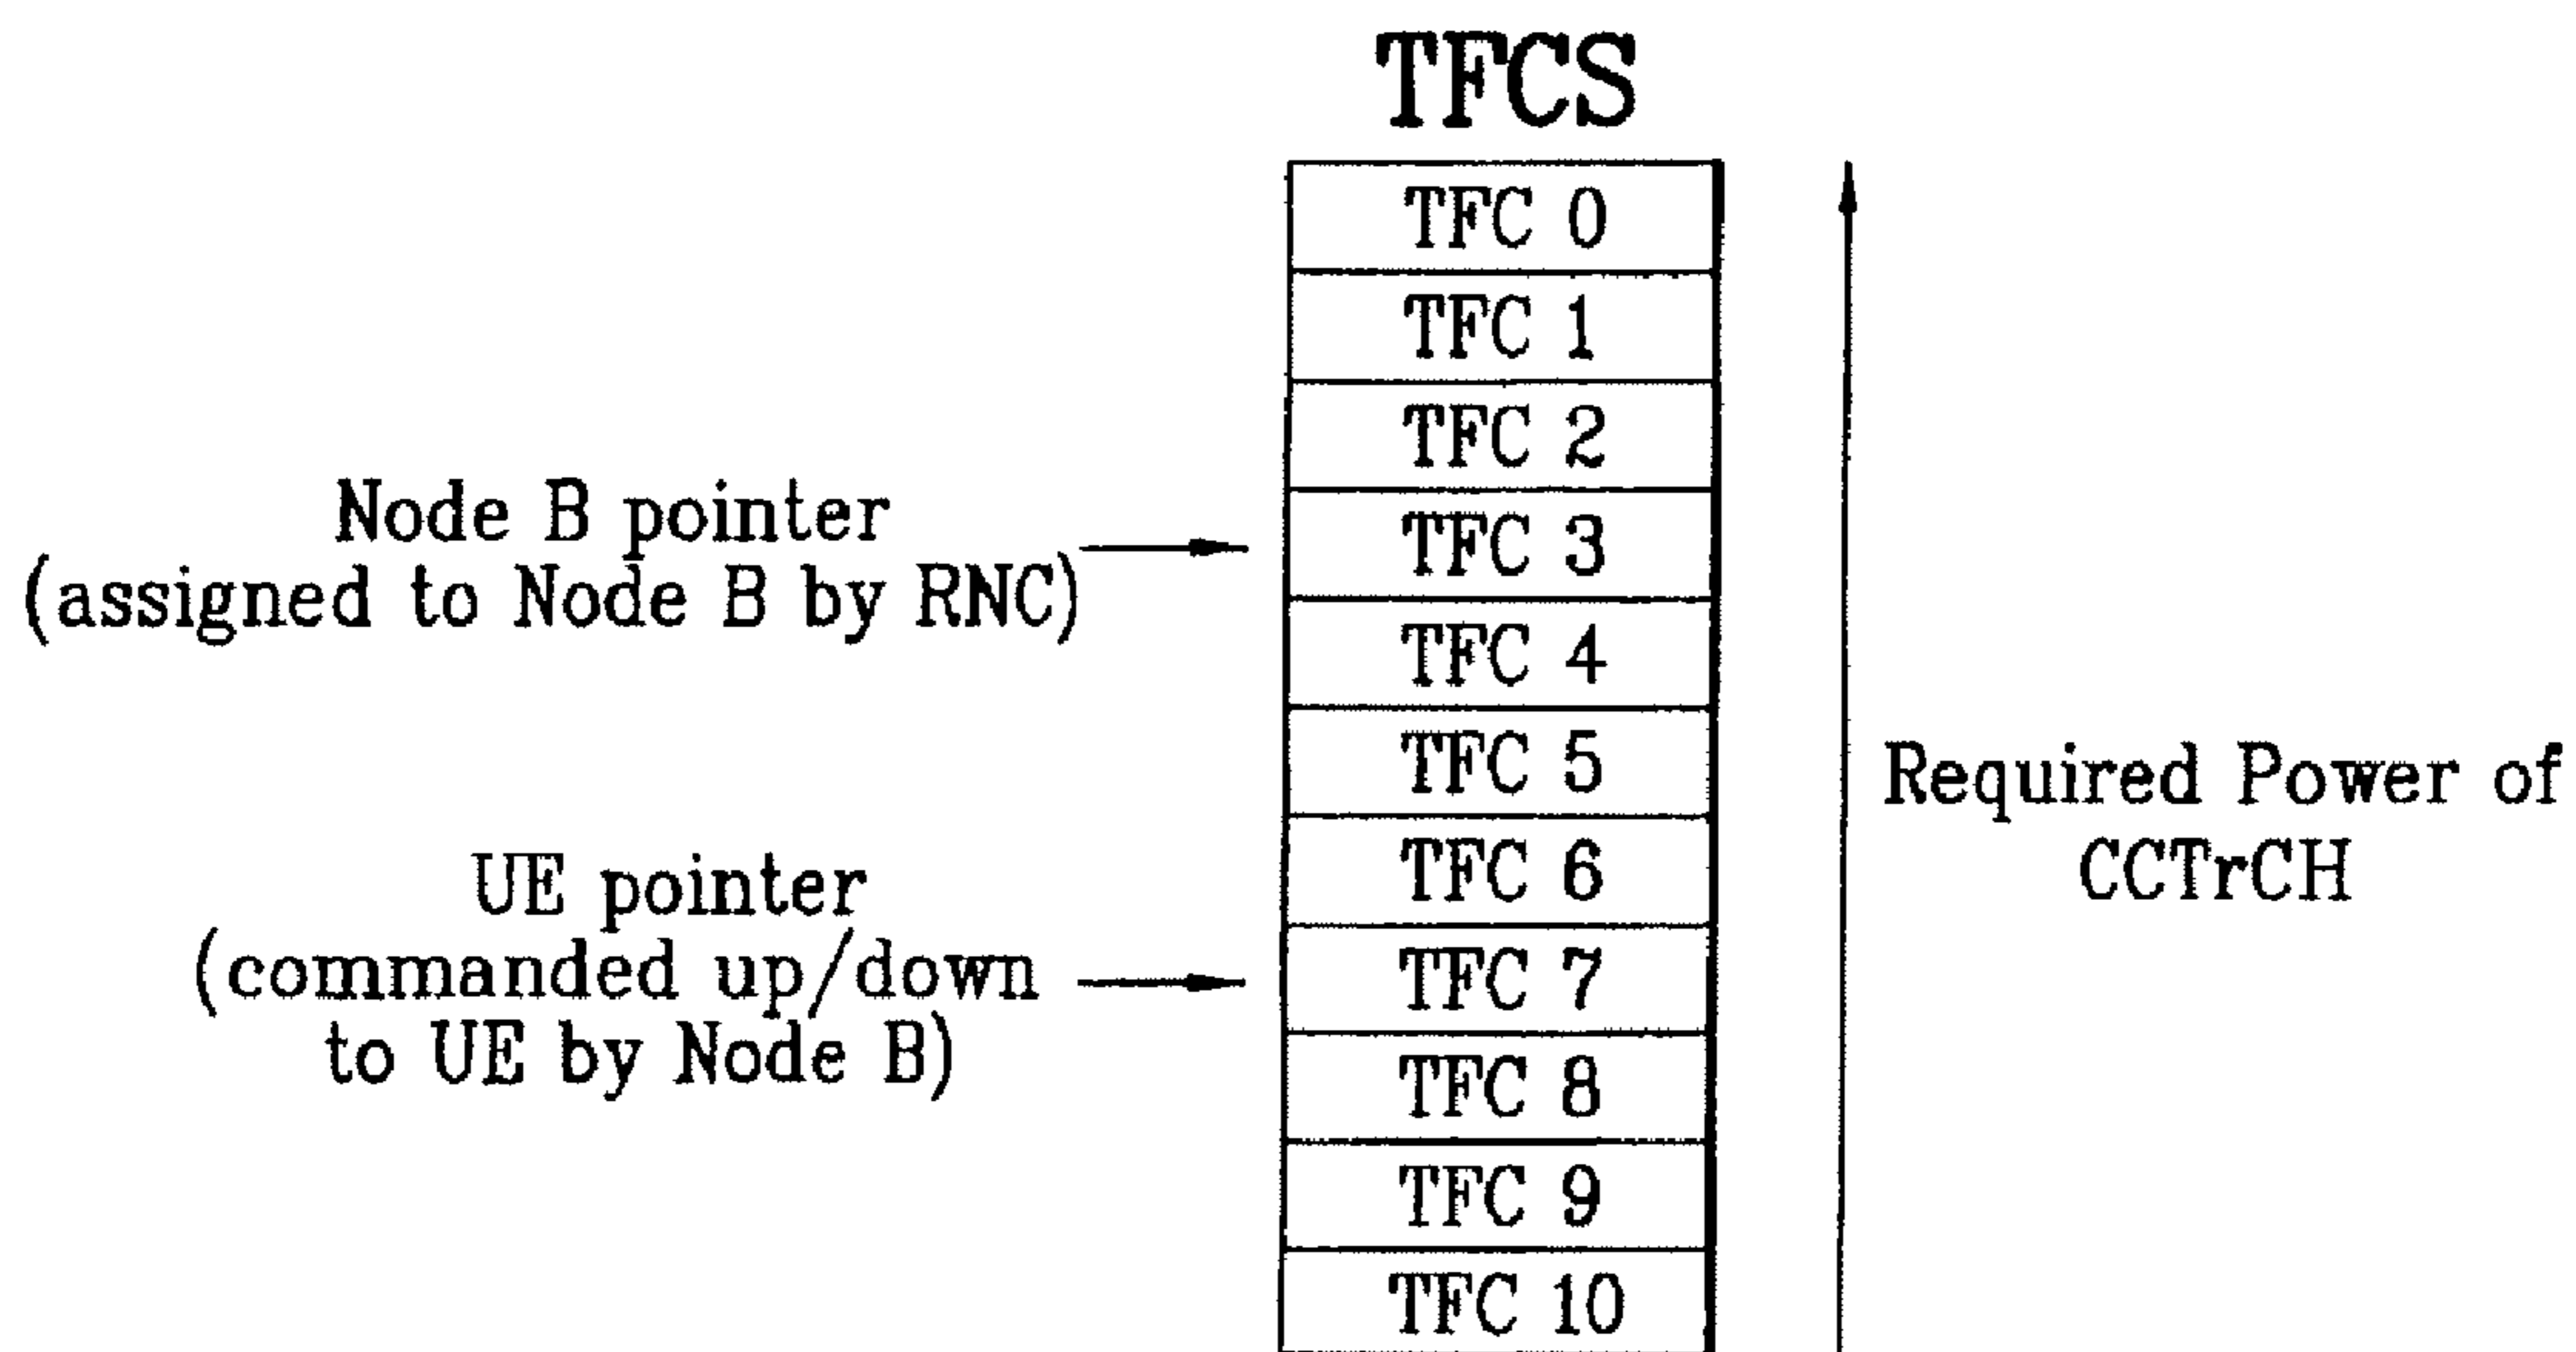 TFCS
TFC 0
TFC 1
TFC 2
TFC 3
TFC 4
TFC 5
TFC 6
TFC 7
TFC 8
TFC 9
TFC 10
Node B pointer
(assigned to Node B by RNC)
UE pointer
(commanded up/down
to UE by Node B)
Required Power of
CCTrCH